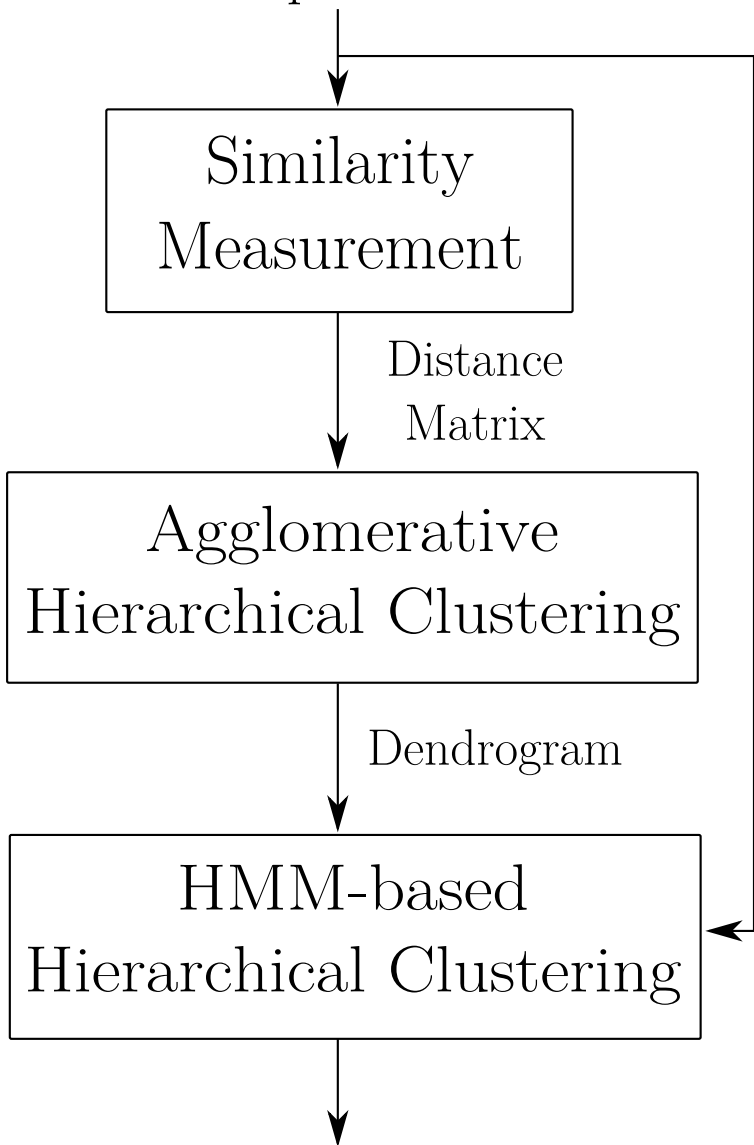 Similarity
Measurement
Distance
Matrix
Agglomerative
Hierarchical Clustering
Dendrogram
HMM-based
Hierarchical Clustering